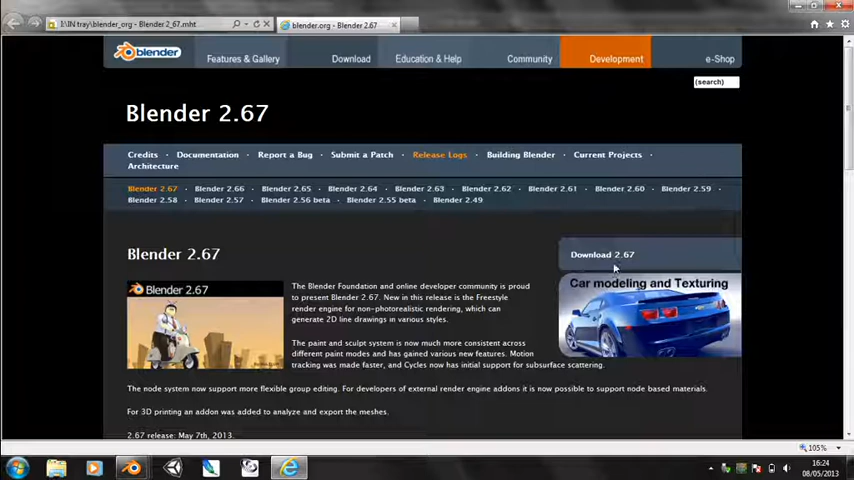 I:\IN tray\blender_org - Blender 2_67.mht
blender.org - Blender 2.67
blender
Features & Gallery
Download
Education & Help
Community
Development
e-Shop
(search)
Blender 2.67
Credits · Documentation · Report a Bug · Submit a Patch · Release Logs · Building Blender · Current Projects ·
Architecture
Blender 2.67 · Blender 2.66 · Blender 2.65 · Blender 2.64 · Blender 2.63 · Blender 2.62 · Blender 2.61 · Blender 2.60 · Blender 2.59 ·
Blender 2.58 · Blender 2.57 · Blender 2.56 beta · Blender 2.55 beta · Blender 2.49
Blender 2.67
Download 2.67
Blender 2.67
The Blender Foundation and online developer community is proud
to present Blender 2.67. New in this release is the Freestyle
render engine for non-photorealistic rendering, which can
generate 2D line drawings in various styles.
Car modeling and Texturing
The paint and sculpt system is now much more consistent across
different paint modes and has gained various new features. Motion
tracking was made faster, and Cycles now has initial support for subsurface scattering.
The node system now support more flexible group editing. For developers of external render engine addons it is now possible to support node based materials.
For 3D printing an addon was added to analyze and export the meshes.
2.67 release: May 7th, 2013.
105%
16:24
08/05/2013